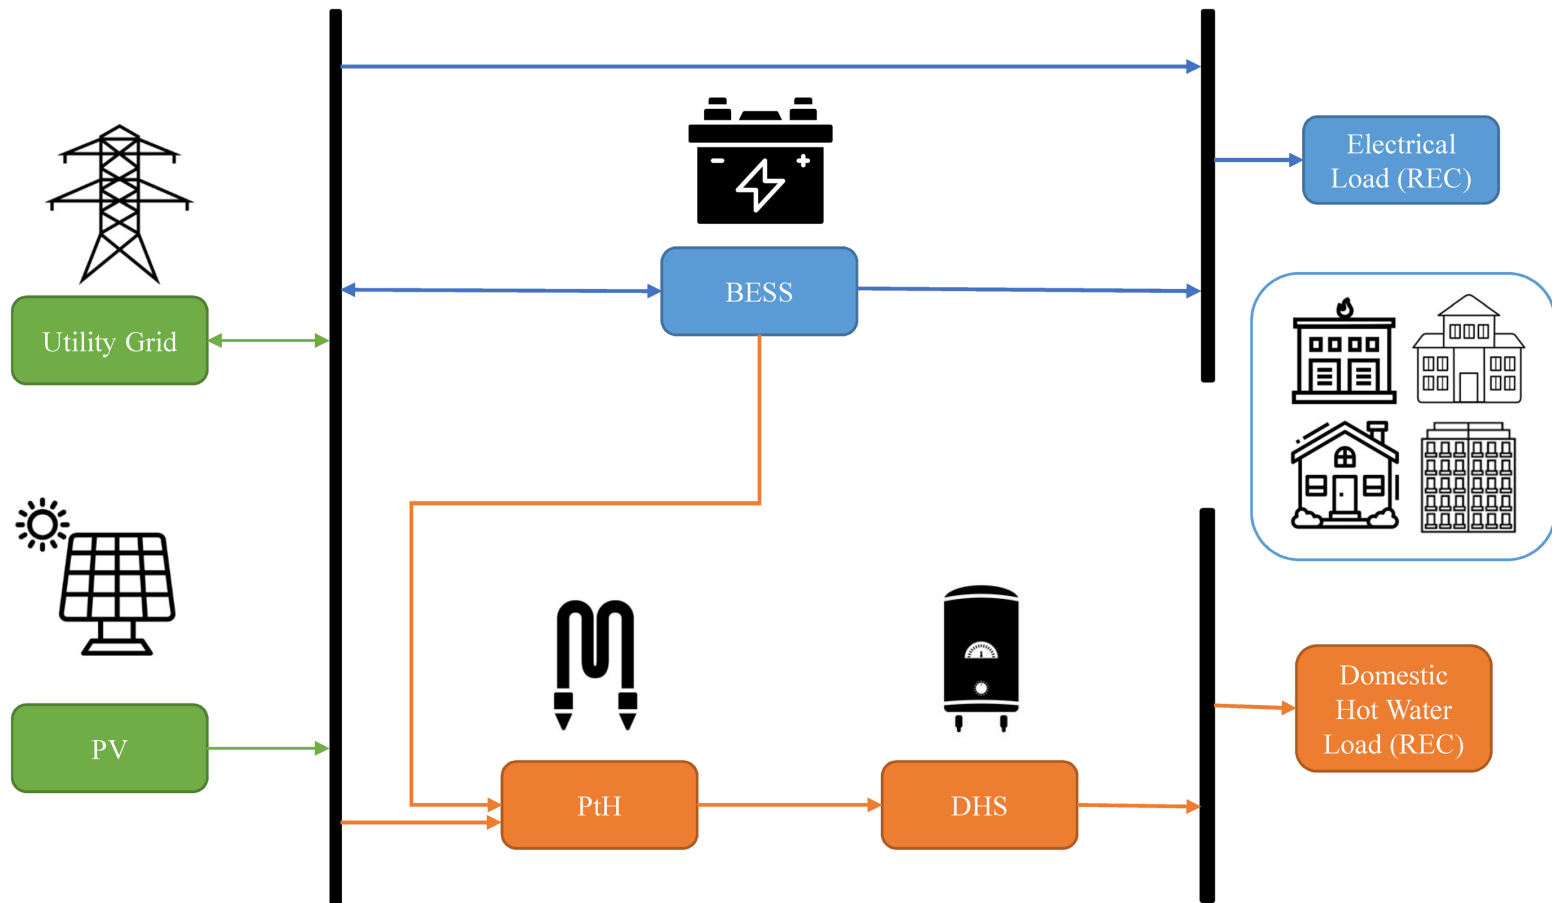 Electrical
Load (REC)
BESS
Utility Grid
PV
PtH
DHS
Domestic
Hot Water
Load (REC)